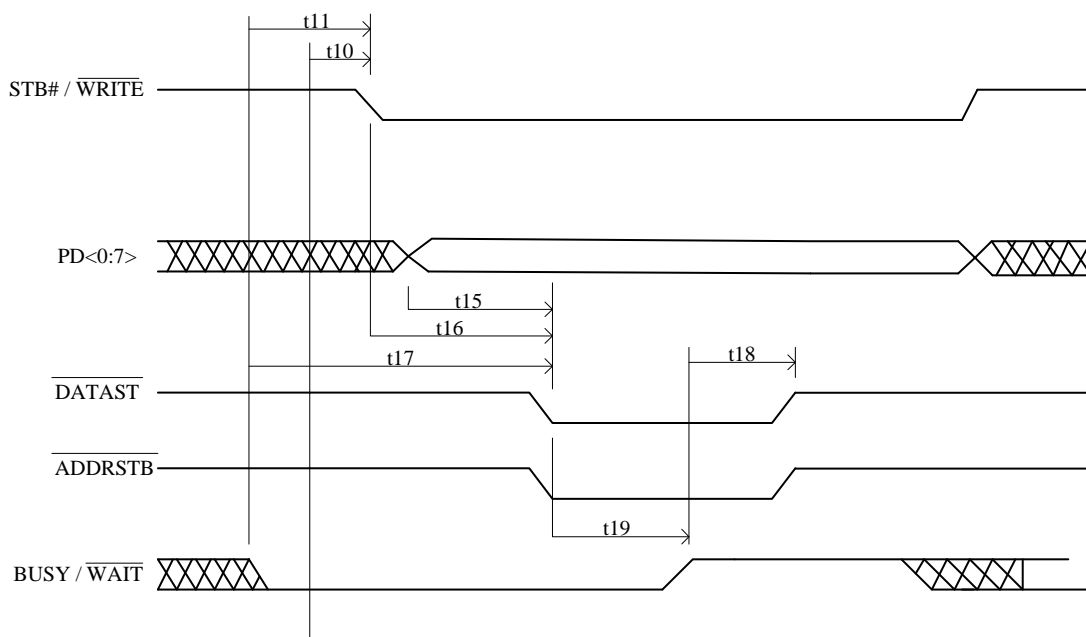 t11
t10
STB# / WRITE
PD<0:7>
t15
t16
t17
t18
DATAST
ADDRSTB
t19
BUSY / WAIT